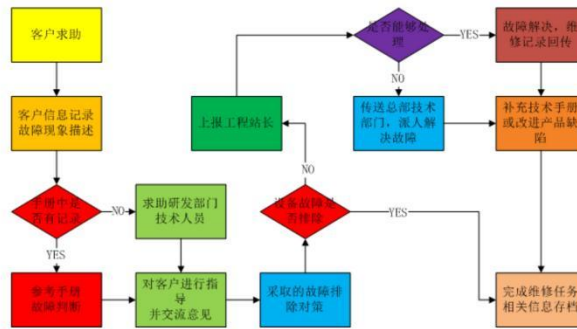 客户求助
客户信息记录
故障现象描述
手册中是
否有记录
NO
YES
参考手册
故障判断
求助研发部门
技术人员
对客户进行指
导
并交流意见
采取的故障排
除对策
设备故障是
否排除
NO
YES
上报工程站长
是否能够处
理
YES
NO
传送总部技术
部门，派人解
决故障
故障解决，维
修记录回传
补充技术手册
或改进产品缺
陷
完成维修任务
相关信息存档